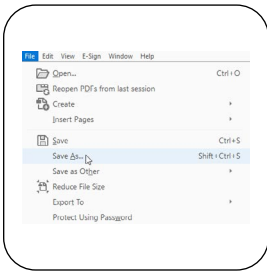 File Edit View E-Sign Window Help
Open... Ctrl+O
Reopen PDFs from last session
Create
Insert Pages
Save Ctrl+S
Save As... Shift+Ctrl+S
Save as Other
Reduce File Size
Export To
Protect Using Password